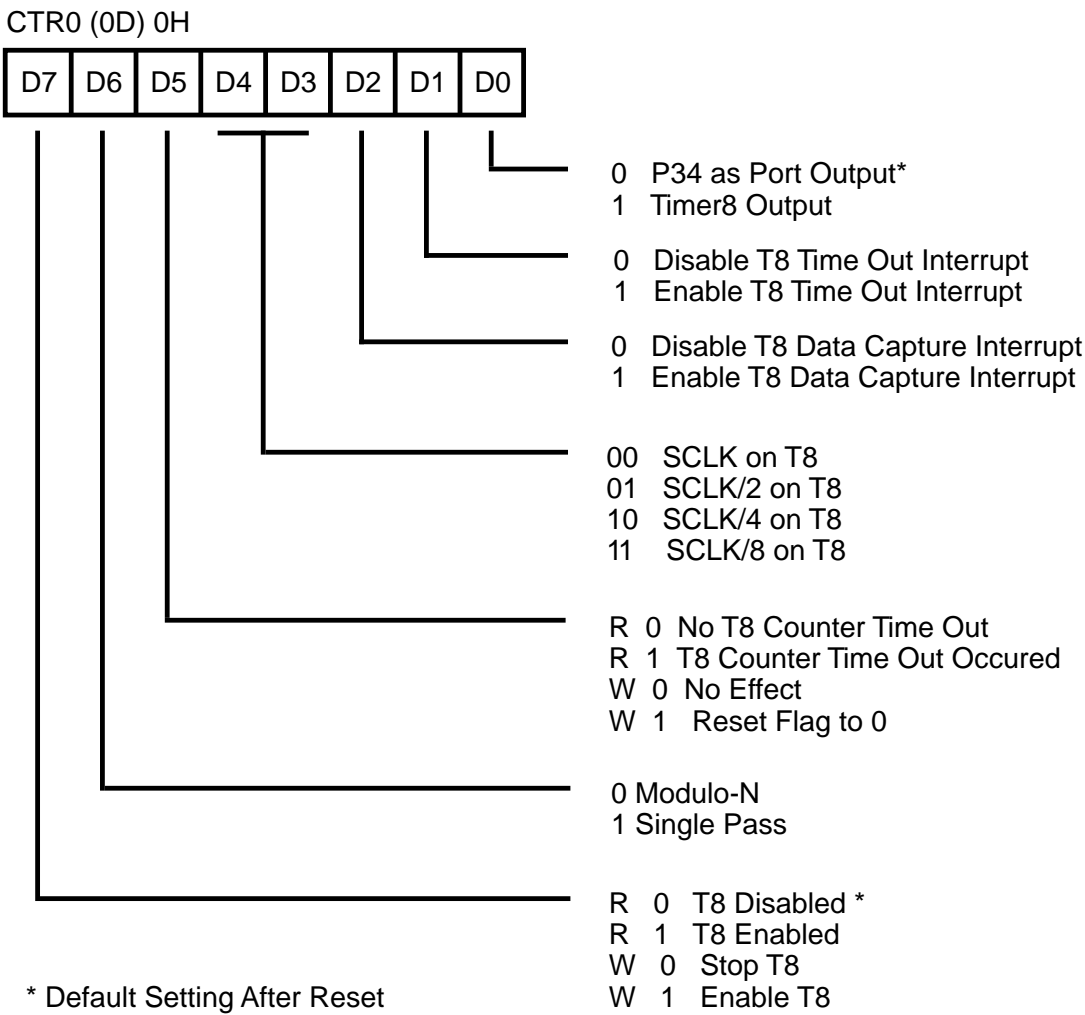 CTR0 (0D) 0H
D7 D6 D5 D4 D3 D2 D1 D0
0 P34 as Port Output*
1 Timer8 Output
0 Disable T8 Time Out Interrupt
1 Enable T8 Time Out Interrupt
0 Disable T8 Data Capture Interrupt
1 Enable T8 Data Capture Interrupt
00 SCLK on T8
01 SCLK/2 on T8
10 SCLK/4 on T8
11 SCLK/8 on T8
R 0 No T8 Counter Time Out
R 1 T8 Counter Time Out Occured
W 0 No Effect
W 1 Reset Flag to 0
0 Modulo-N
1 Single Pass
R 0 T8 Disabled *
R 1 T8 Enabled
W 0 Stop T8
W 1 Enable T8
* Default Setting After Reset